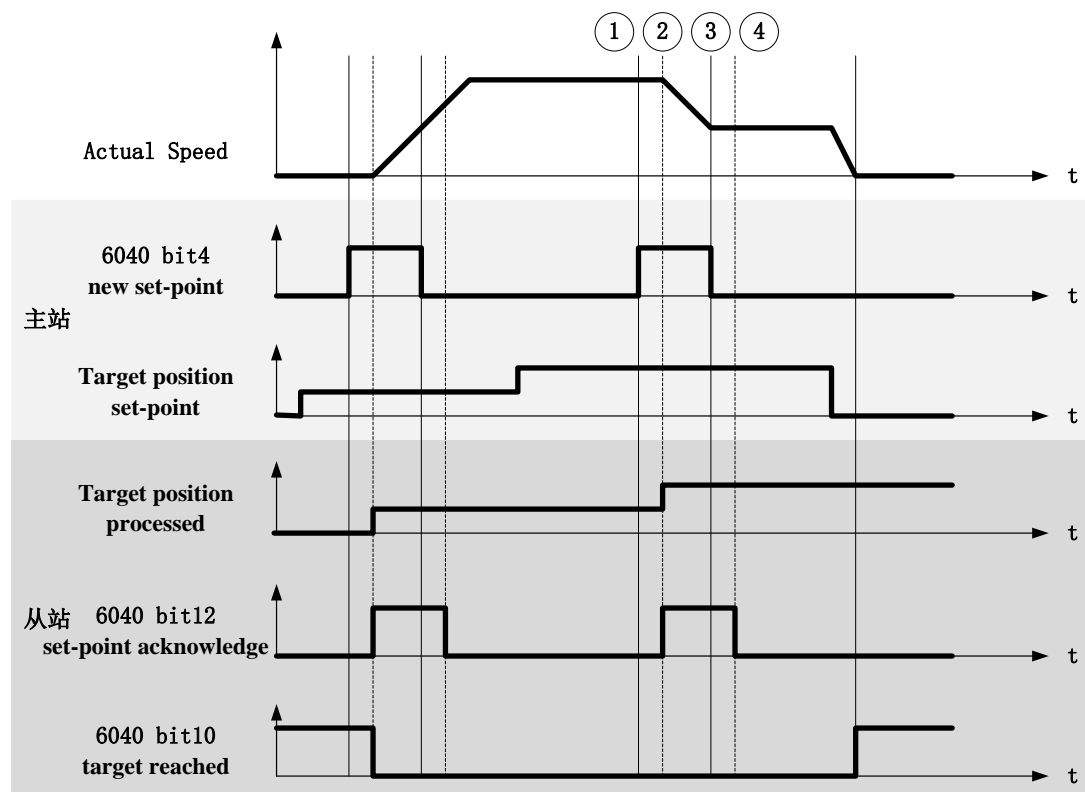 ① ② ③ ④
Actual Speed
t
6040 bit4
new set-point
t
主站
Target position
set-point
t
Target position
processed
t
从站 6040 bit12
set-point acknowledge
t
6040 bit10
target reached
t